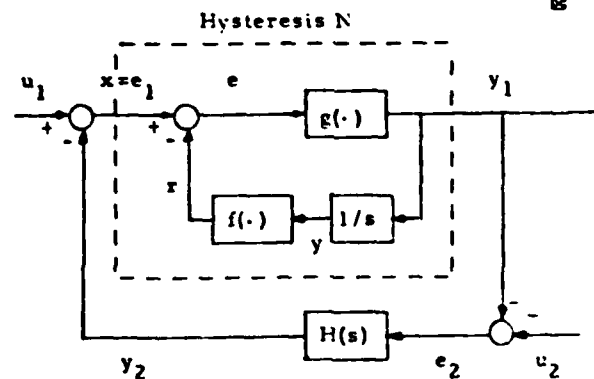 Hysteresis N
u1 x = e1 e y1
+ - + -
g(·)
r
f(·) 1/s
y
- -
H(s)
y2 e2 u2